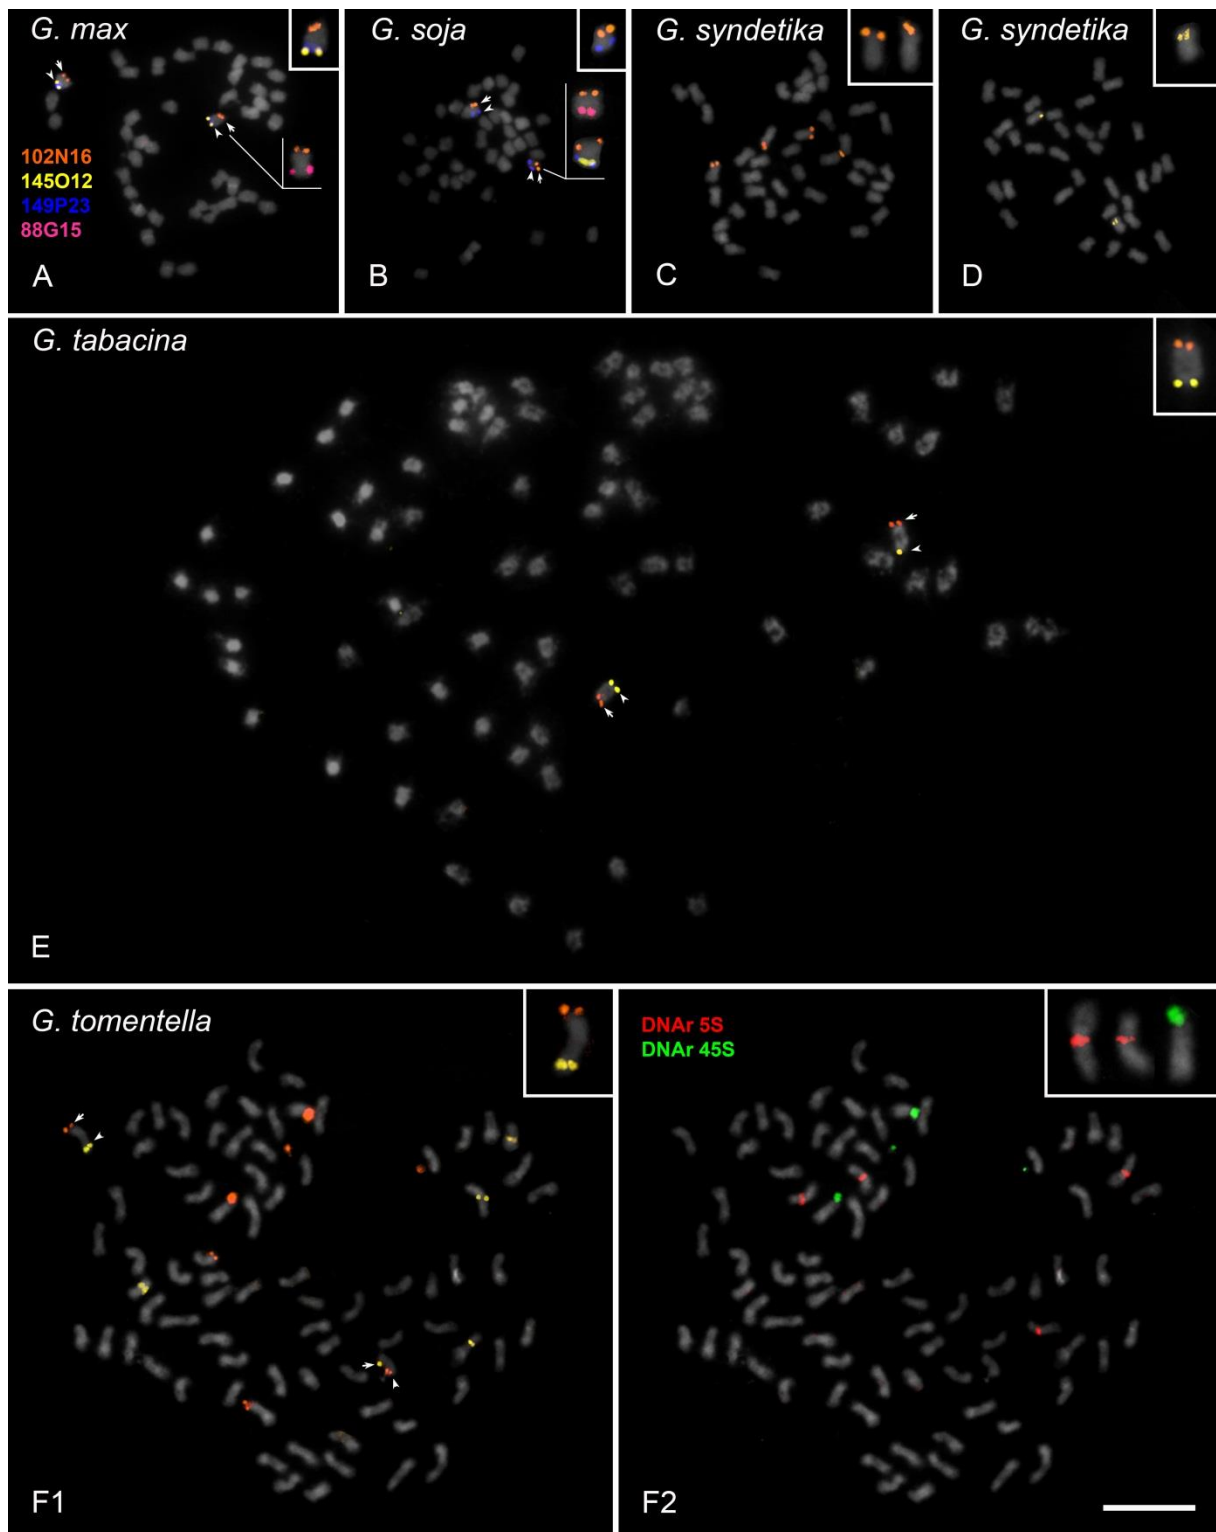 G. max
G. soja
G. syndetika
G. syndetika
102N16
145O12
149P23
88G15
A
B
C
D
G. tabacina
E
G. tomentella
DNAr 5S
DNAr 45S
F1
F2